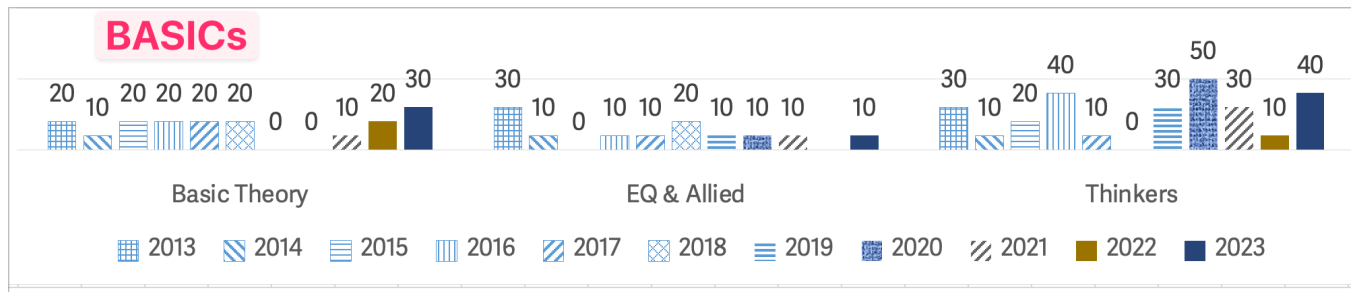 BASICs
20 10 20 20 20 20 0 0 10 20 30
30 10 0 10 10 20 10 10 10 10
30 10 20 40 10 0 30 50 30 10 40
Basic Theory EQ & Allied Thinkers
2013 2014 2015 2016 2017 2018 2019 2020 2021 2022 2023